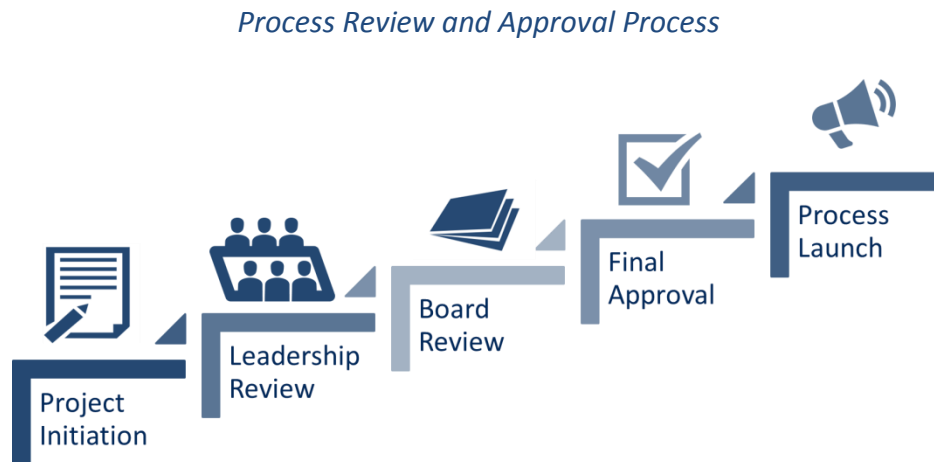 Process Review and Approval Process
Project
Initiation
Leadership
Review
Board
Review
Final
Approval
Process
Launch